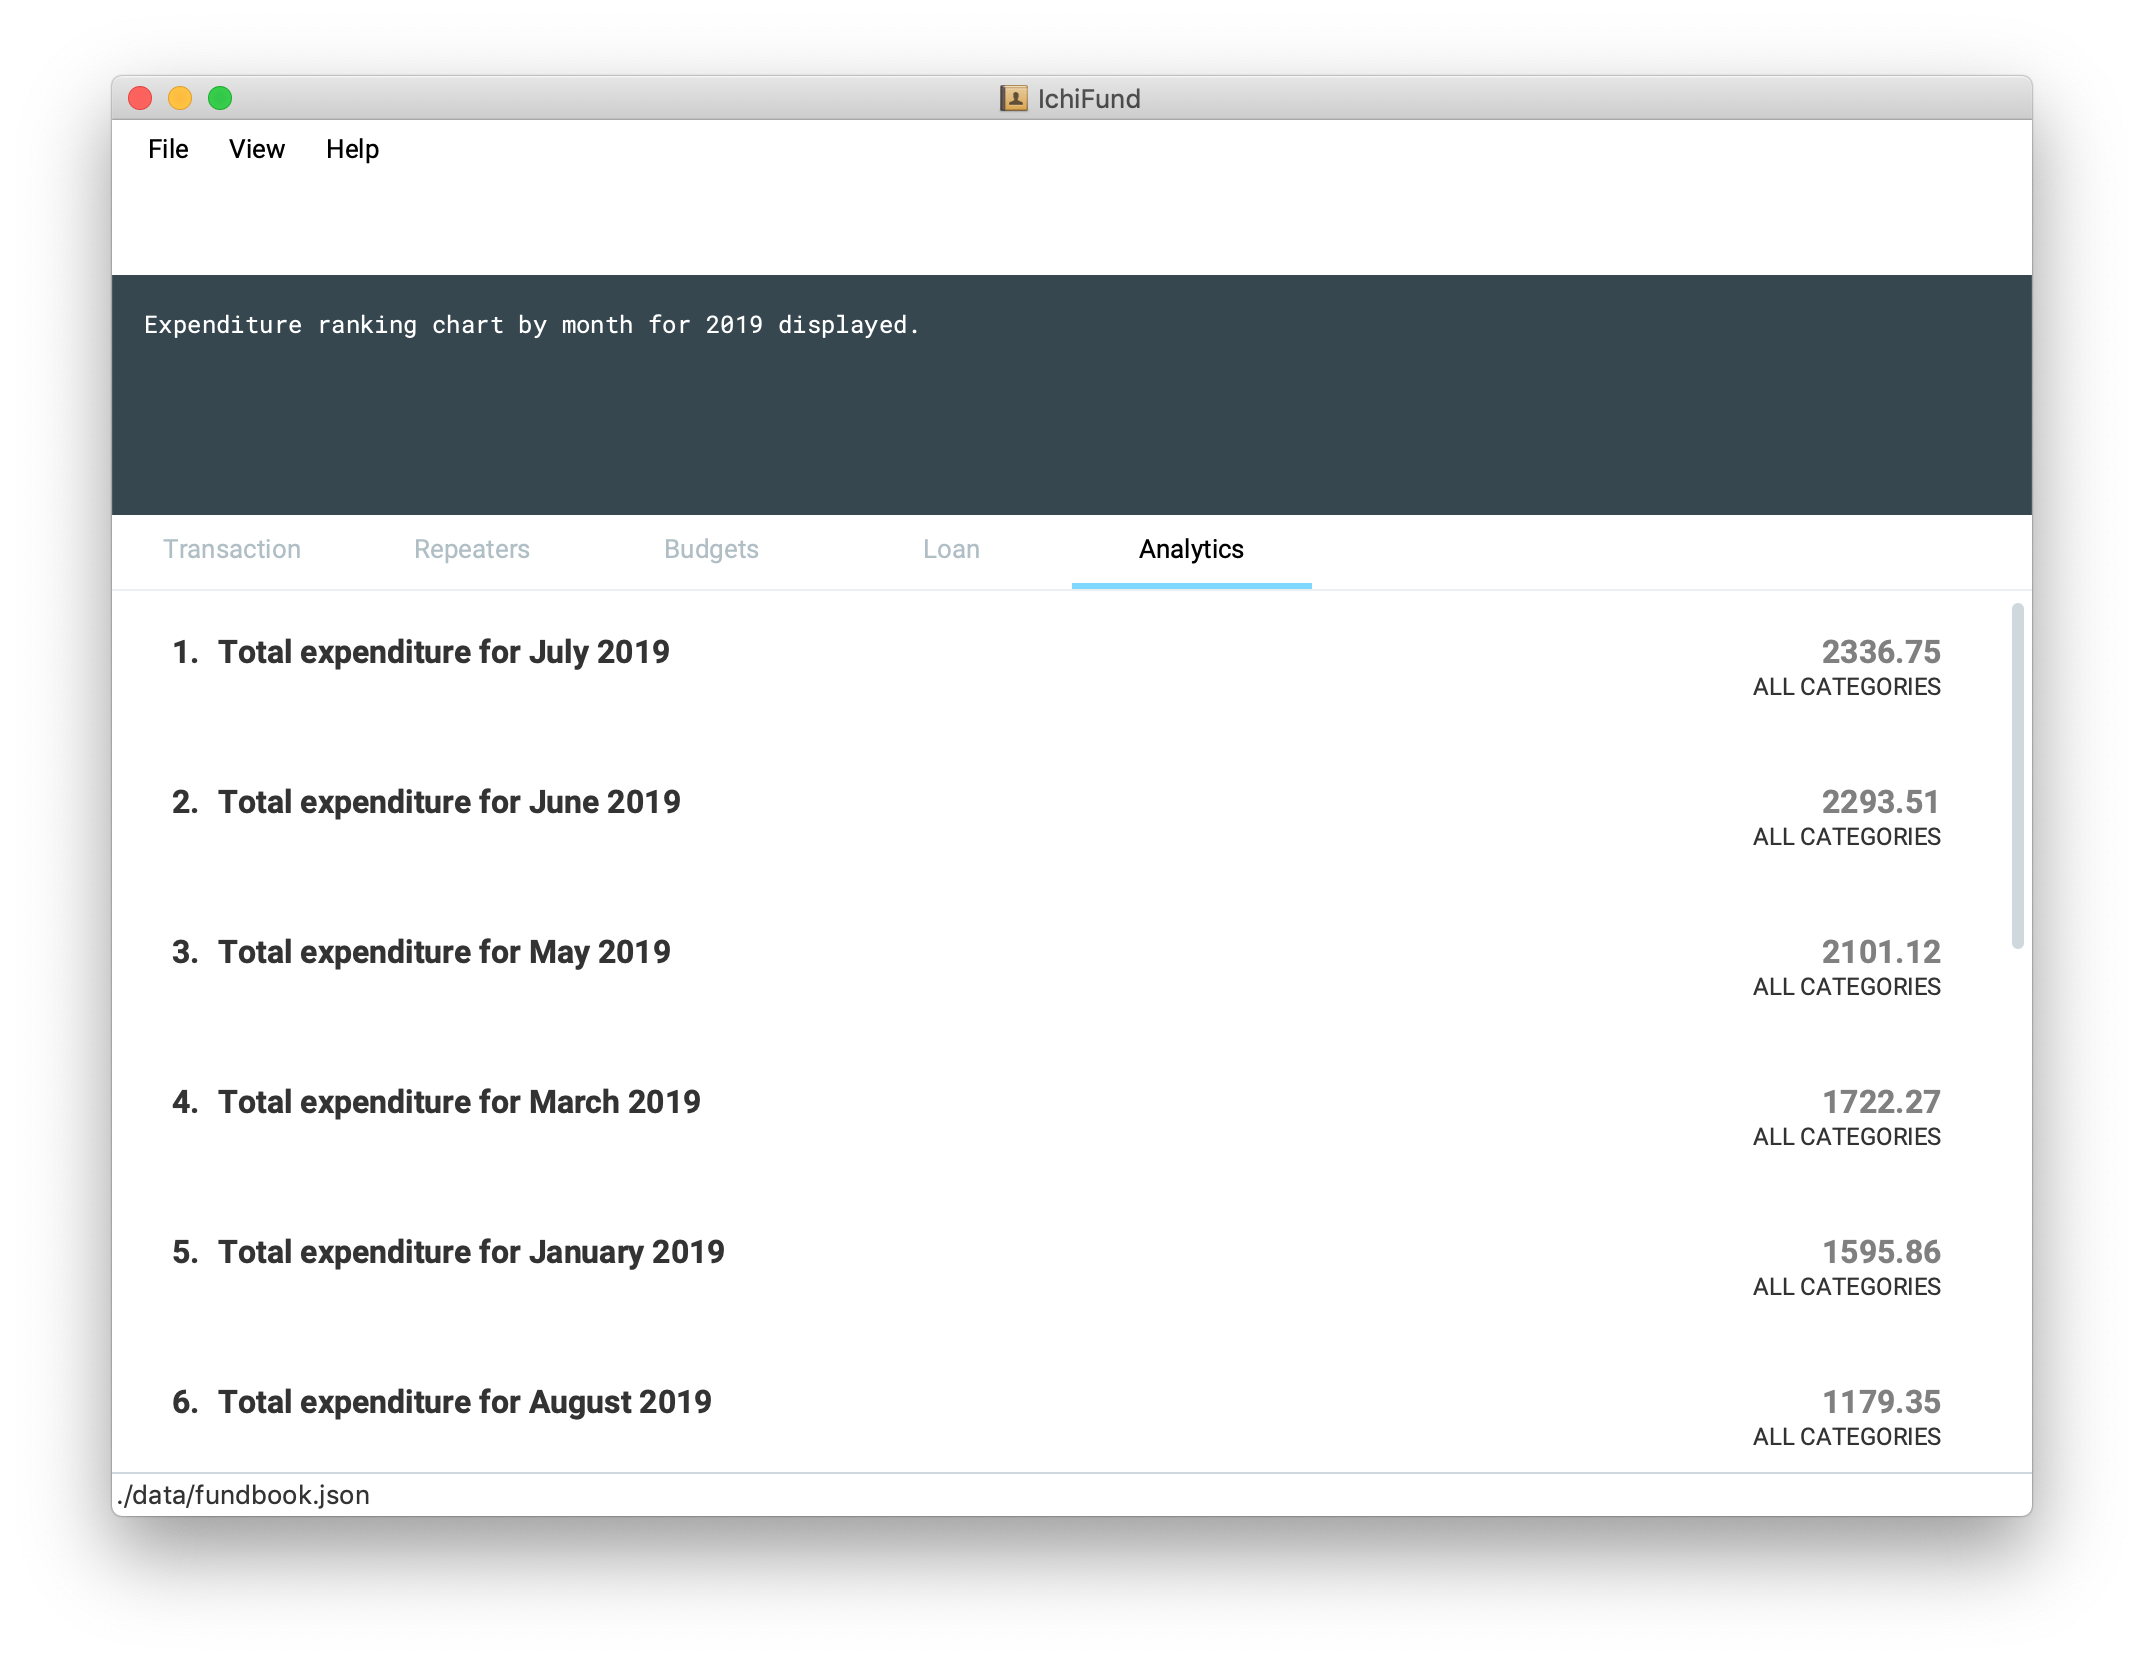 IchiFund
File View Help
Expenditure ranking chart by month for 2019 displayed.
Transaction Repeaters Budgets Loan Analytics
1. Total expenditure for July 2019 2336.75
ALL CATEGORIES
2. Total expenditure for June 2019 2293.51
ALL CATEGORIES
3. Total expenditure for May 2019 2101.12
ALL CATEGORIES
4. Total expenditure for March 2019 1722.27
ALL CATEGORIES
5. Total expenditure for January 2019 1595.86
ALL CATEGORIES
6. Total expenditure for August 2019 1179.35
ALL CATEGORIES
./data/fundbook.json